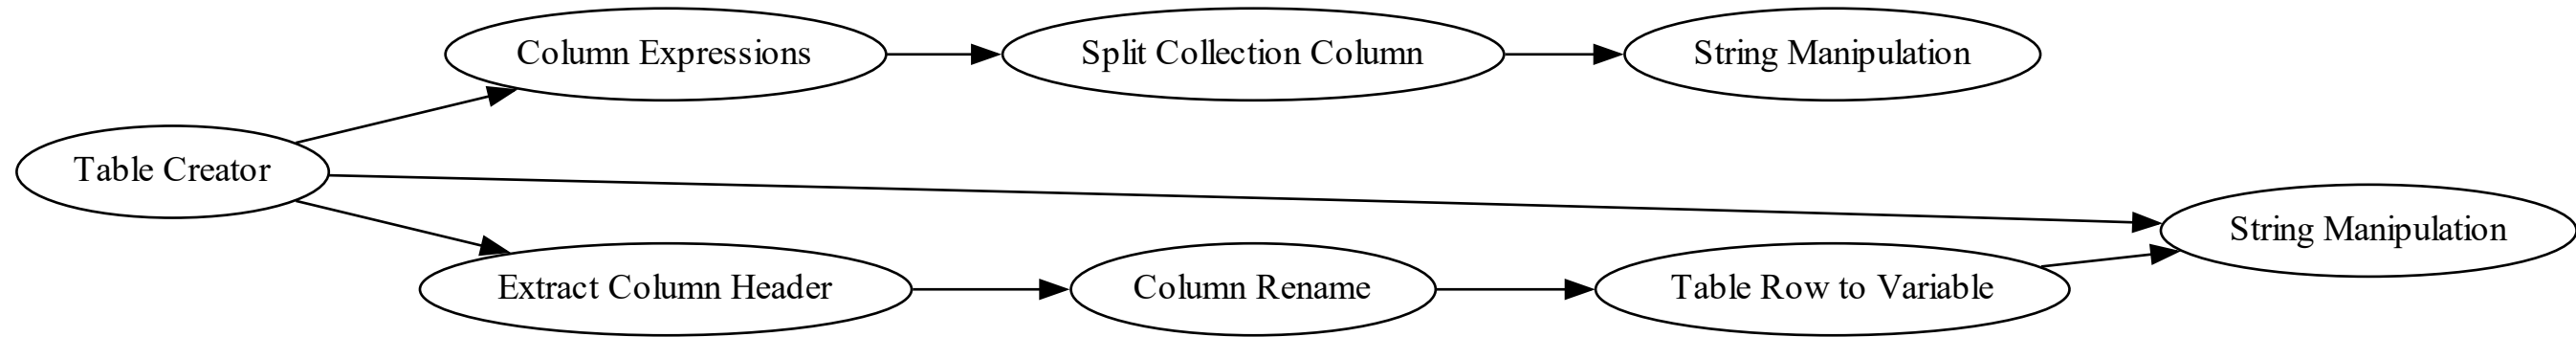 Column Expressions
Split Collection Column
String Manipulation
Table Creator
String Manipulation
Extract Column Header
Column Rename
Table Row to Variable